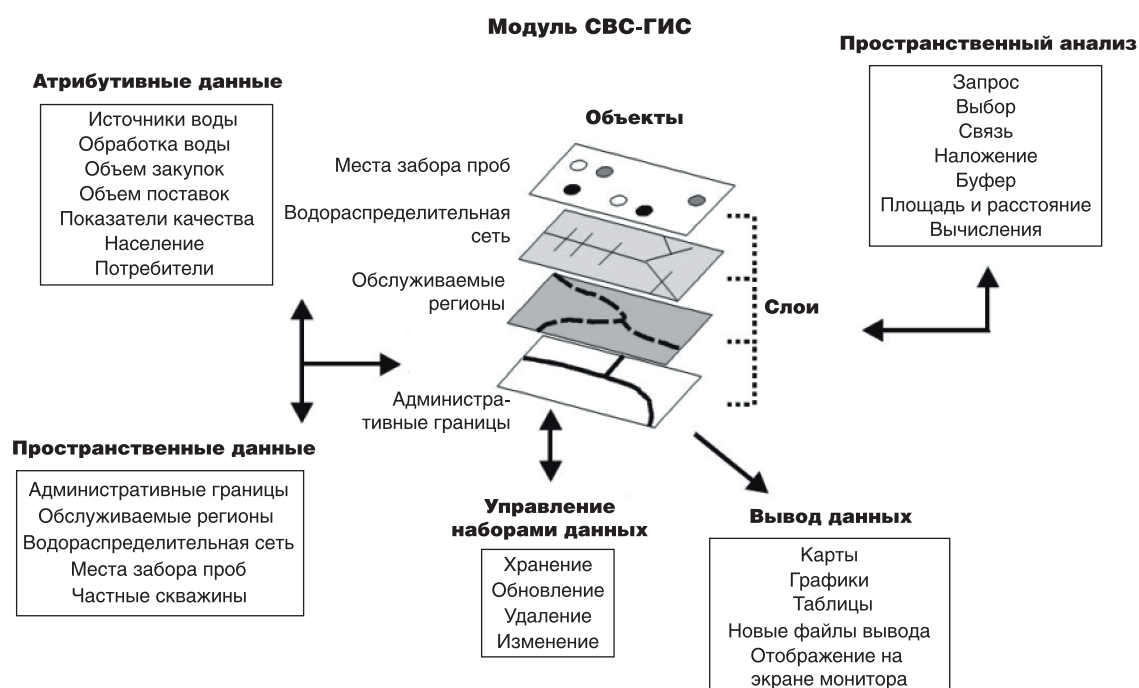 Модуль СВС-ГИС
Атрибутивные данные
Источники воды
Обработка воды
Объем закупок
Объем поставок
Показатели качества
Население
Потребители
Пространственные данные
Административные границы
Обслуживаемые регионы
Водораспределительная сеть
Места забора проб
Частные скважины
Объекты
Места забора проб
Водораспределительная
сеть
Обслуживаемые
регионы
Администра-
тивные границы
Слои
Управление
наборами данных
Хранение
Обновление
Удаление
Изменение
Пространственный анализ
Запрос
Выбор
Связь
Наложение
Буфер
Площадь и расстояние
Вычисления
Вывод данных
Карты
Графики
Таблицы
Новые файлы вывода
Отображение на
экране монитора